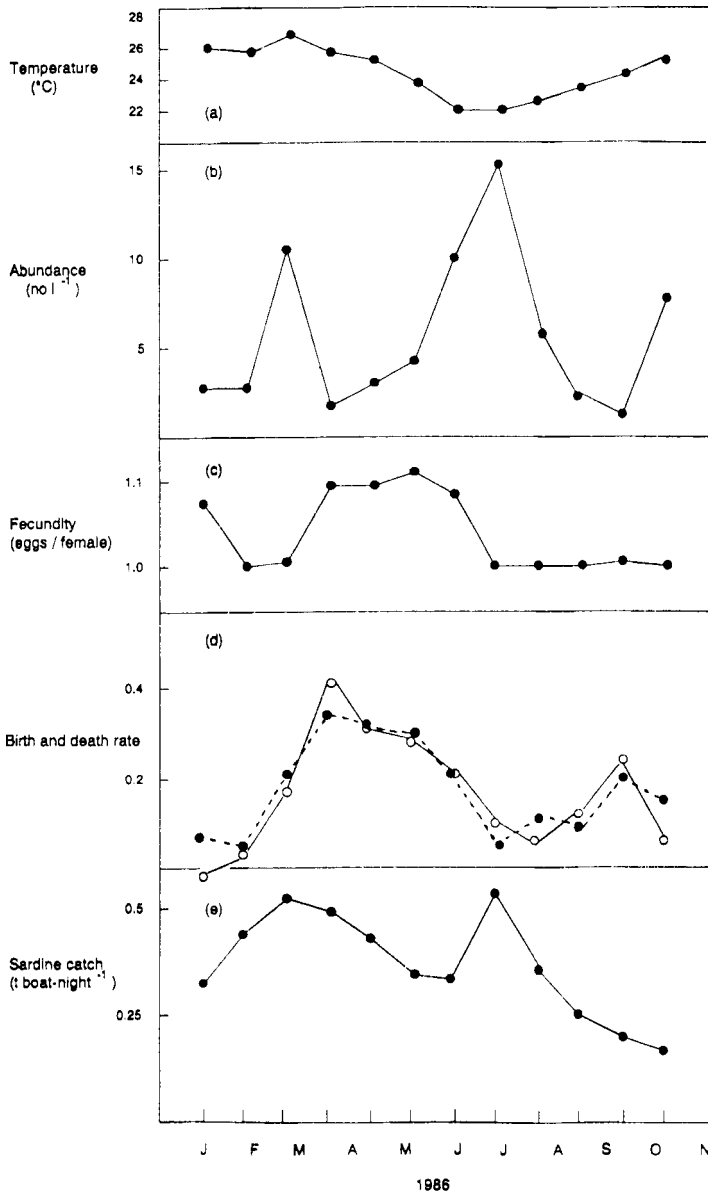 28
26
24
22
Temperature
(°C)
(a)
15
10
5
Abundance
(no l⁻¹)
(b)
1.1
1.0
Fecundity
(eggs / female)
(c)
0.4
0.2
Birth and death rate
(d)
0.5
0.25
Sardine catch
(t boat-night⁻¹)
(e)
J F M A M J J A S O N
1986